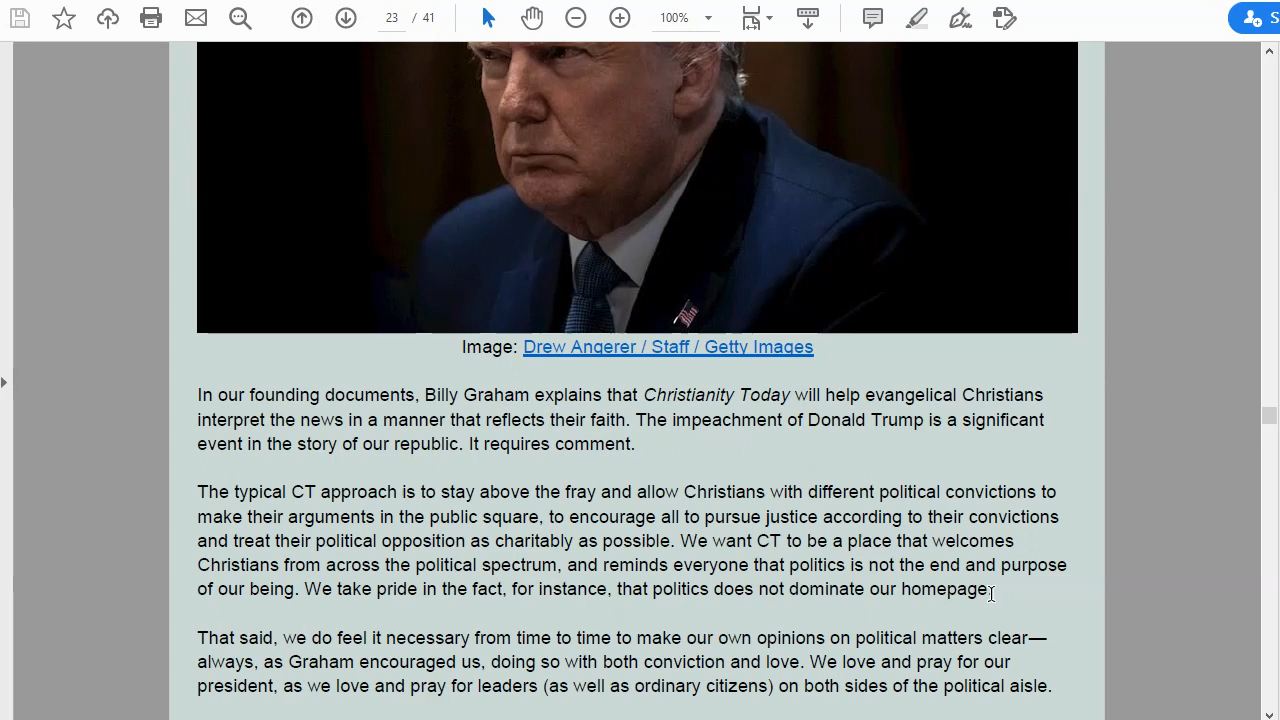 23 / 41
100%
S
Image: Drew Angerer / Staff / Getty Images
In our founding documents, Billy Graham explains that Christianity Today will help evangelical Christians
interpret the news in a manner that reflects their faith. The impeachment of Donald Trump is a significant
event in the story of our republic. It requires comment.
The typical CT approach is to stay above the fray and allow Christians with different political convictions to
make their arguments in the public square, to encourage all to pursue justice according to their convictions
and treat their political opposition as charitably as possible. We want CT to be a place that welcomes
Christians from across the political spectrum, and reminds everyone that politics is not the end and purpose
of our being. We take pride in the fact, for instance, that politics does not dominate our homepage.
That said, we do feel it necessary from time to time to make our own opinions on political matters clear—
always, as Graham encouraged us, doing so with both conviction and love. We love and pray for our
president, as we love and pray for leaders (as well as ordinary citizens) on both sides of the political aisle.